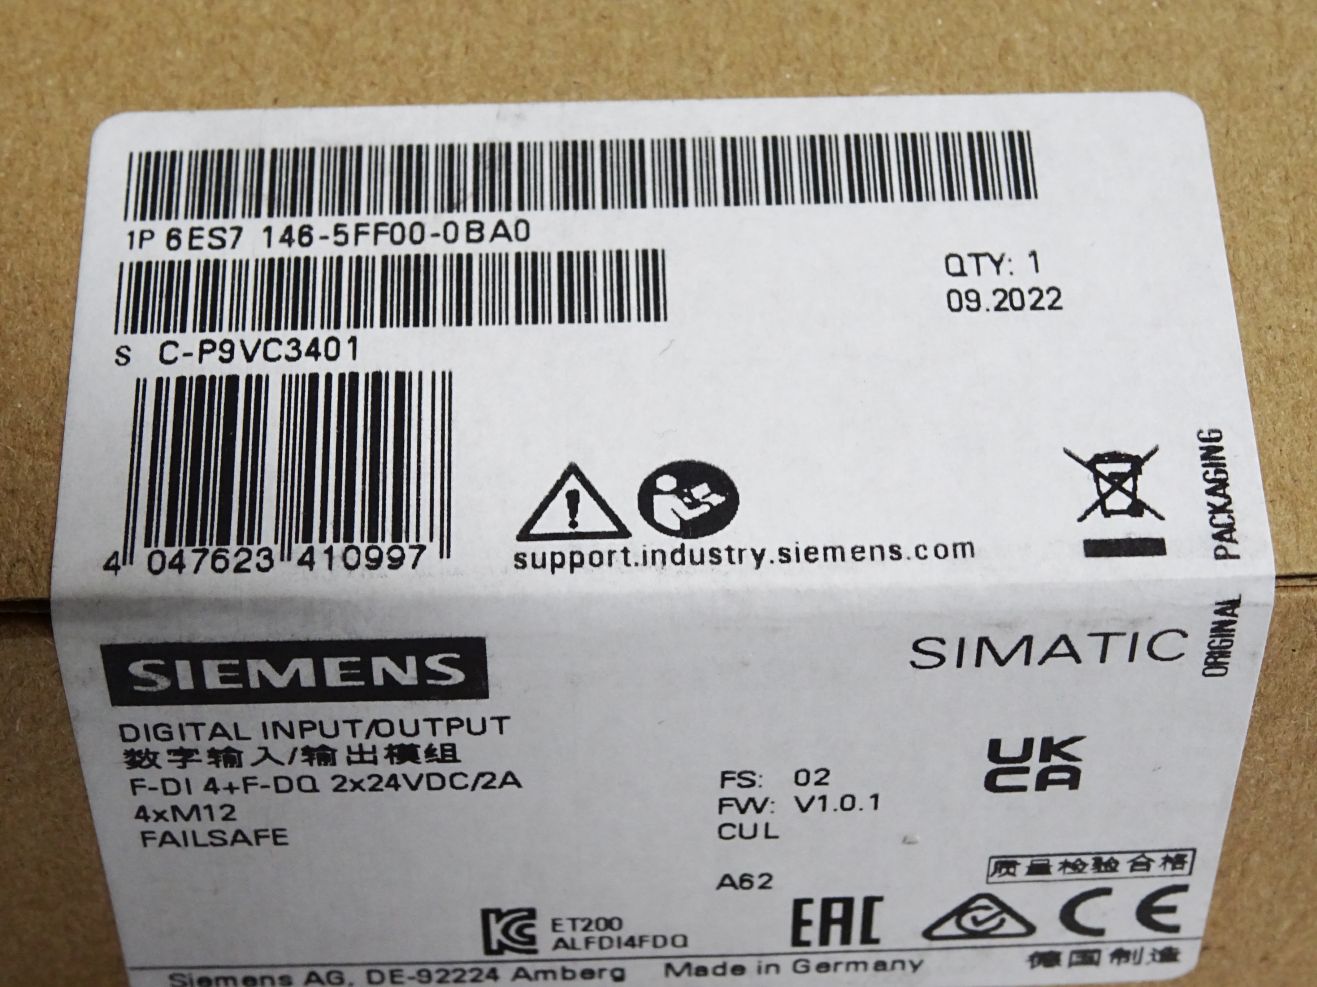 1P 6ES7 146-5FF00-0BA0
QTY: 1
09.2022
S C-P9VC3401
4 047623 410997
support.industry.siemens.com
ORIGINAL PACKAGING
SIEMENS
SIMATIC
DIGITAL INPUT/OUTPUT
数字输入/输出模组
F-DI 4+F-DQ 2x24VDC/2A
4xM12
FAILSAFE
FS: 02
FW: V1.0.1
CUL
A62
UK
CA
质量检验合格
KC
ET200
ALFDI4FDQ
EAC
CE
Siemens AG, DE-92224 Amberg Made in Germany
德国制造